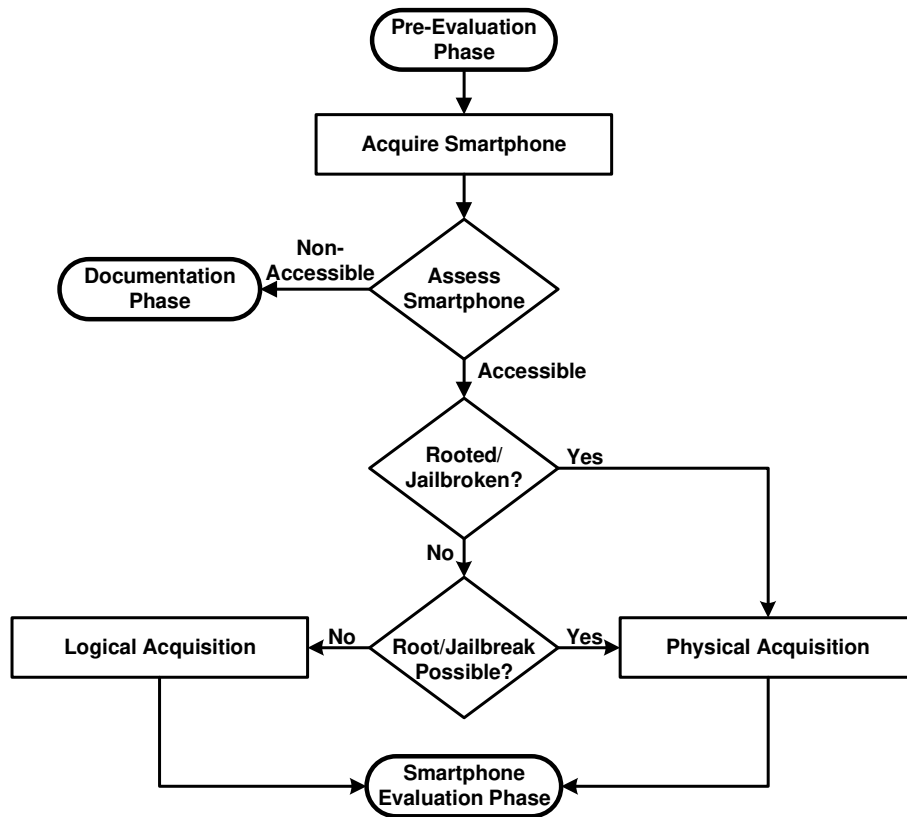 Pre-Evaluation
Phase
Acquire Smartphone
Non-
Accessible
Documentation
Phase
Assess
Smartphone
Accessible
Rooted/
Jailbroken?
Yes
No
Logical Acquisition
No
Root/Jailbreak
Possible?
Yes
Physical Acquisition
Smartphone
Evaluation Phase